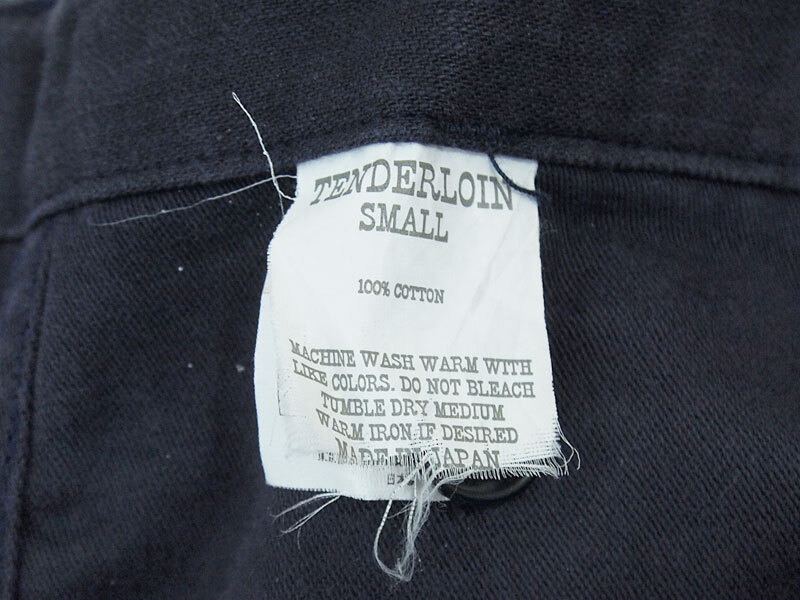 TENDERLOIN
SMALL
100% COTTON
MACHINE WASH WARM WITH
LIKE COLORS. DO NOT BLEACH
TUMBLE DRY MEDIUM
WARM IRON IF DESIRED
MADE IN JAPAN